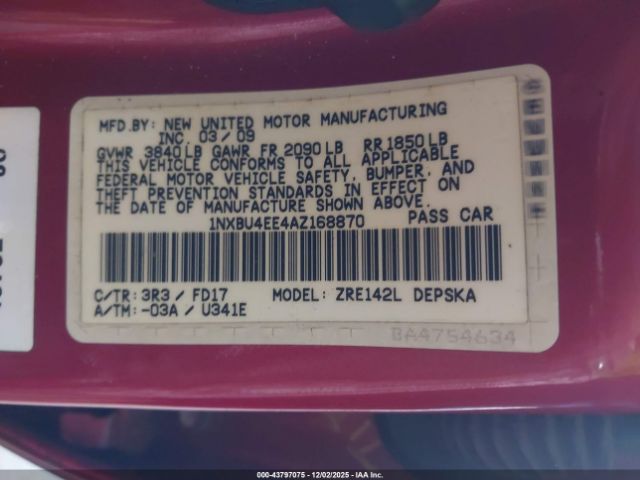 MFD.BY: NEW UNITED MOTOR MANUFACTURING
INC. 03/09
GVWR 3840LB GAWR FR 2090LB RR1850LB
THIS VEHICLE CONFORMS TO ALL APPLICABLE
FEDERAL MOTOR VEHICLE SAFETY, BUMPER, AND
THEFT PREVENTION STANDARDS IN EFFECT ON
THE DATE OF MANUFACTURE SHOWN ABOVE.
1NXBU4EE4AZ168870 PASS CAR
C/TR: 3R3 / FD17 MODEL: ZRE142L DEPSKA
A/TM: -03A / U341E
BA4754634
000-43797075 - 12/02/2025 - IAA Inc.